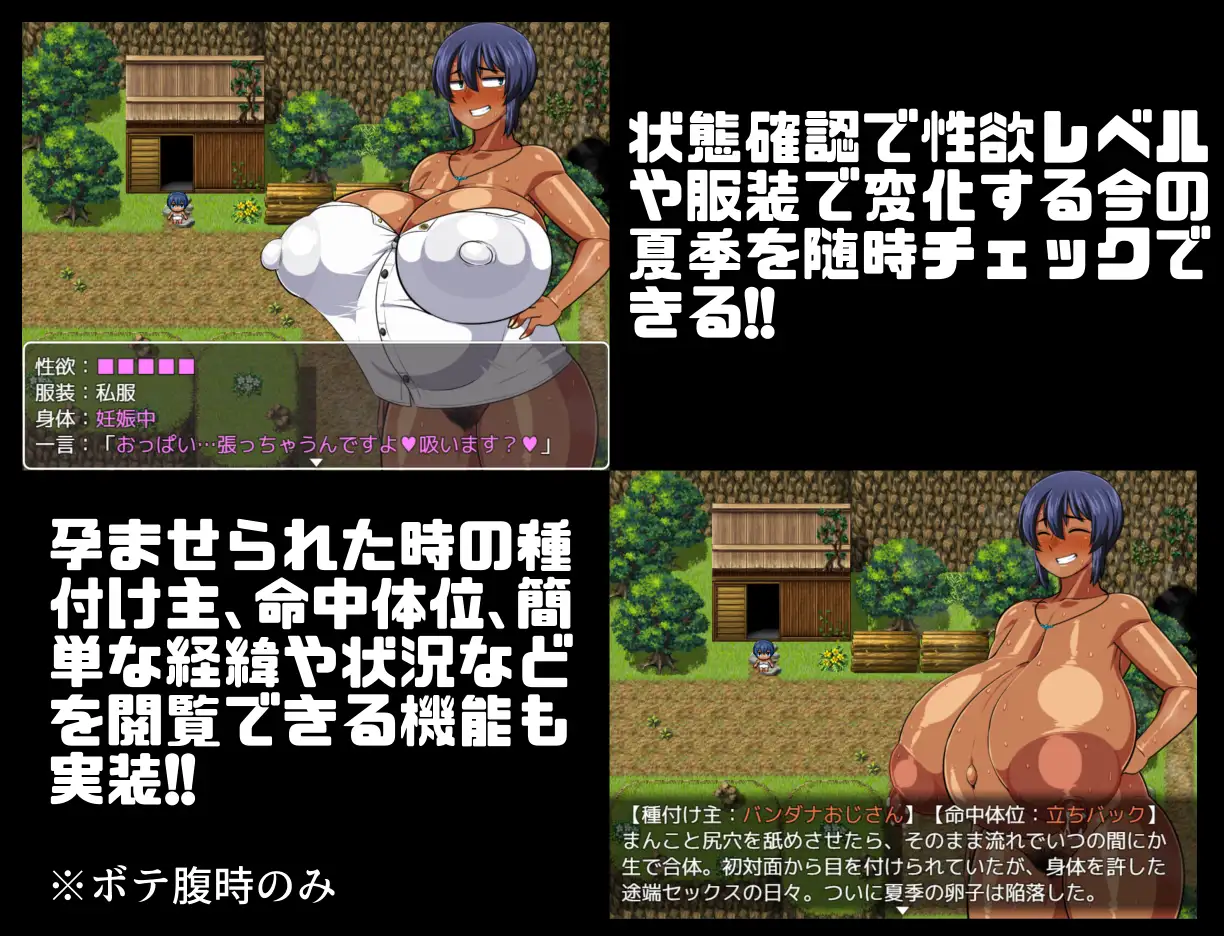 状態確認で性欲レベル
や服装で変化する今の
夏季を随時チェックで
きる!!
性欲：■■■■■
服装：私服
身体：妊娠中
一言：「おっぱい…張っちゃうんですよ♥吸います？♥」
孕ませられた時の種
付け主、命中体位、簡
単な経緯や状況など
を閲覧できる機能も
実装!!
※ボテ腹時のみ
【種付け主：バンダナおじさん】【命中体位：立ちバック】
まんこと尻穴を舐めさせたら、そのまま流れでいつの間にか
生で合体。初対面から目を付けられていたが、身体を許した
途端セックスの日々。ついに夏季の卵子は陥落した。